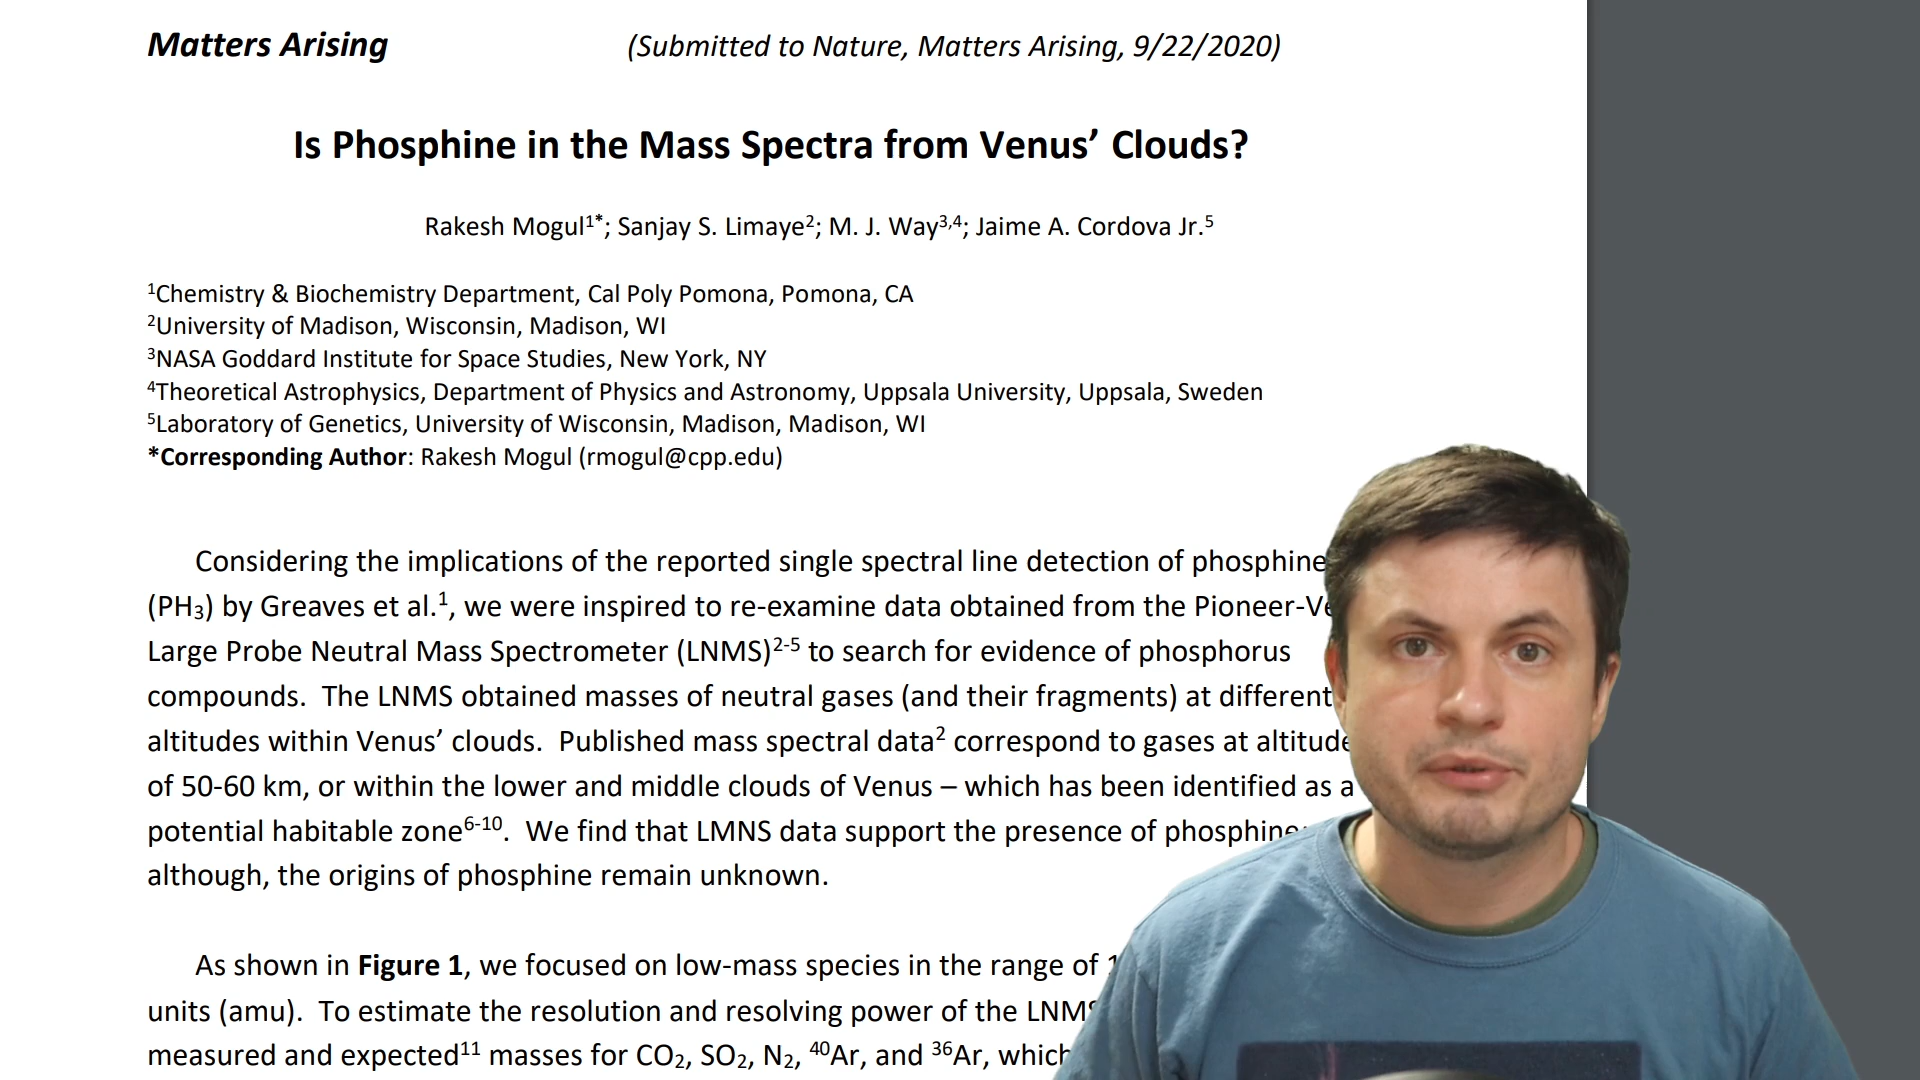 Matters Arising (Submitted to Nature, Matters Arising, 9/22/2020)
Is Phosphine in the Mass Spectra from Venus’ Clouds?
Rakesh Mogul¹*; Sanjay S. Limaye²; M. J. Way³,⁴; Jaime A. Cordova Jr.⁵
¹Chemistry & Biochemistry Department, Cal Poly Pomona, Pomona, CA
²University of Madison, Wisconsin, Madison, WI
³NASA Goddard Institute for Space Studies, New York, NY
⁴Theoretical Astrophysics, Department of Physics and Astronomy, Uppsala University, Uppsala, Sweden
⁵Laboratory of Genetics, University of Wisconsin, Madison, Madison, WI
*Corresponding Author: Rakesh Mogul (rmogul@cpp.edu)
Considering the implications of the reported single spectral line detection of phosphine
(PH₃) by Greaves et al.¹, we were inspired to re-examine data obtained from the
Large Probe Neutral Mass Spectrometer (LNMS)²⁻⁵ to search for evidence of phosphorus
compounds. The LNMS obtained masses of neutral gases (and their fragments) at different
altitudes within Venus’ clouds. Published mass spectral data² correspond to gases at
of 50-60 km, or within the lower and middle clouds of Venus – which has been identified as a
potential habitable zone⁶⁻¹⁰. We find that LMNS data support the presence of phosphine
although, the origins of phosphine remain unknown.
As shown in Figure 1, we focused on low-mass species in the range of
units (amu). To estimate the resolution and resolving power of the
measured and expected¹¹ masses for CO₂, SO₂, N₂, ⁴⁰Ar, and ³⁶Ar, which